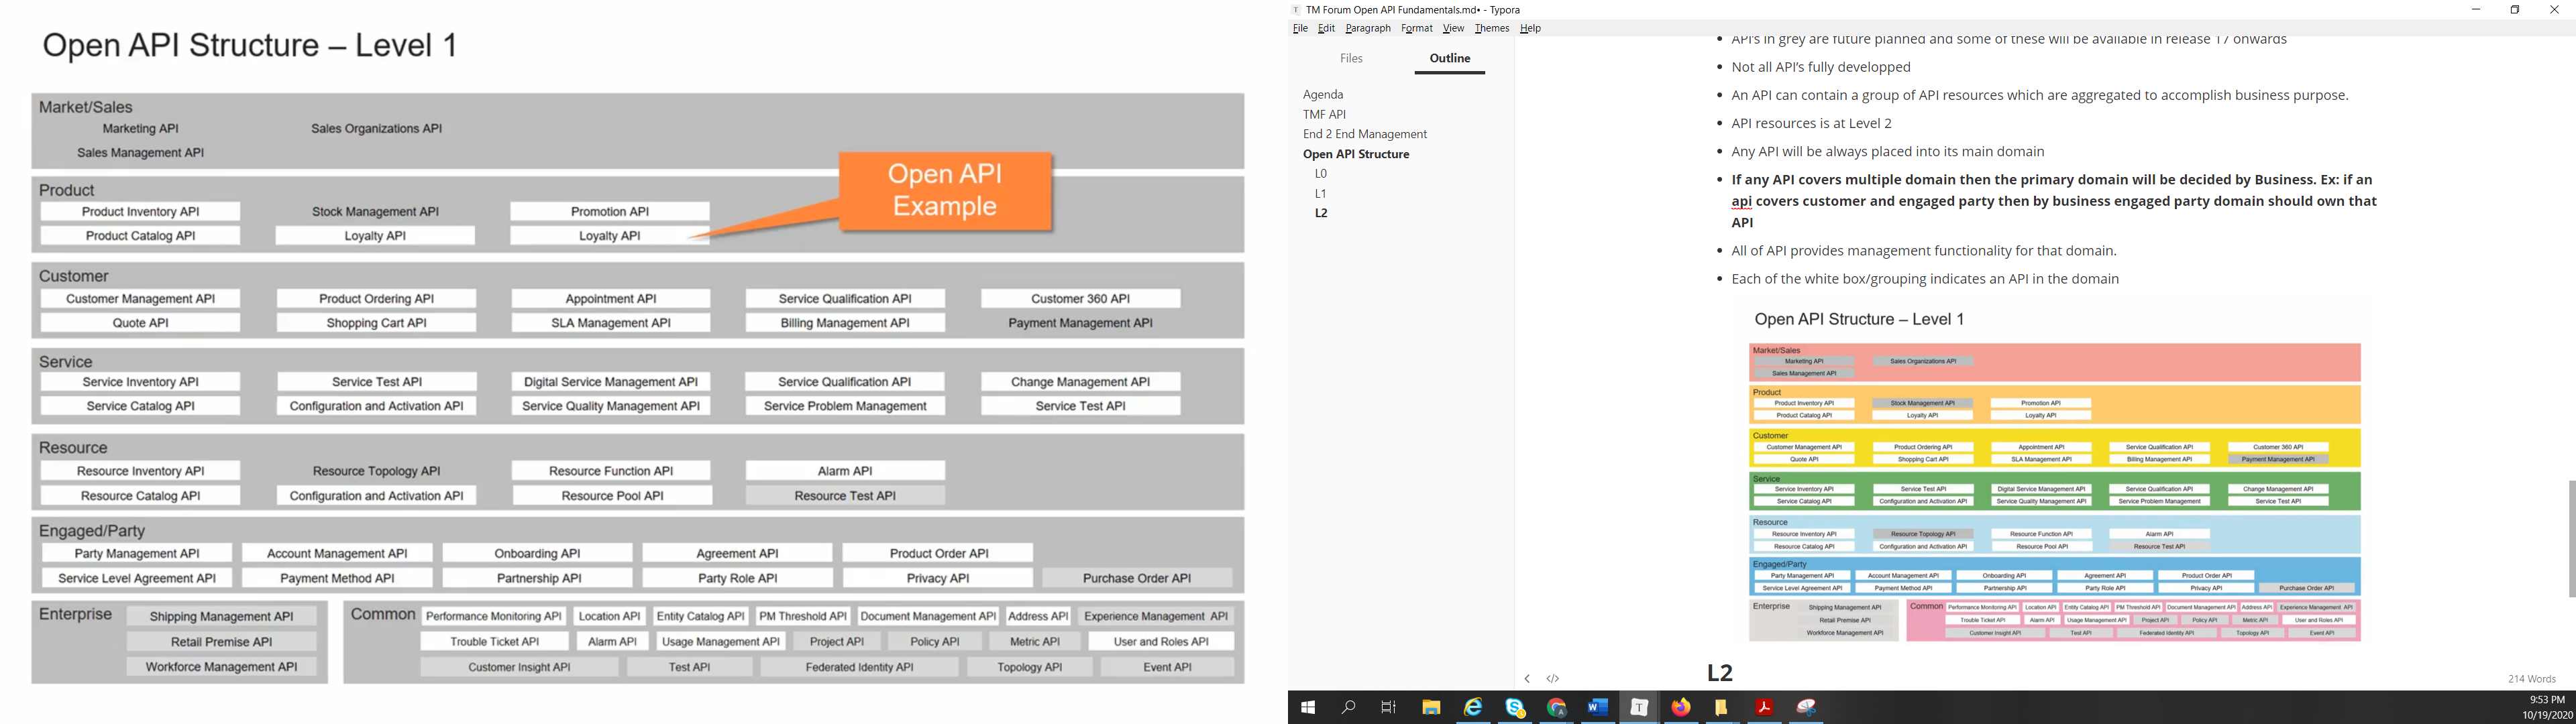 Open API Structure – Level 1
Market/Sales
Marketing API
Sales Organizations API
Sales Management API
Open API
Example
Product
Product Inventory API
Stock Management API
Promotion API
Product Catalog API
Loyalty API
Loyalty API
Customer
Customer Management API
Product Ordering API
Appointment API
Service Qualification API
Customer 360 API
Quote API
Shopping Cart API
SLA Management API
Billing Management API
Payment Management API
Service
Service Inventory API
Service Test API
Digital Service Management API
Service Qualification API
Change Management API
Service Catalog API
Configuration and Activation API
Service Quality Management API
Service Problem Management
Service Test API
Resource
Resource Inventory API
Resource Topology API
Resource Function API
Alarm API
Resource Catalog API
Configuration and Activation API
Resource Pool API
Resource Test API
Engaged/Party
Party Management API
Account Management API
Onboarding API
Agreement API
Product Order API
Service Level Agreement API
Payment Method API
Partnership API
Party Role API
Privacy API
Purchase Order API
Enterprise
Shipping Management API
Retail Premise API
Workforce Management API
Common
Performance Monitoring API
Location API
Entity Catalog API
PM Threshold API
Document Management API
Address API
Experience Management API
Trouble Ticket API
Alarm API
Usage Management API
Project API
Policy API
Metric API
User and Roles API
Customer Insight API
Test API
Federated Identity API
Topology API
Event API
T TM Forum Open API Fundamentals.md• - Typora
File Edit Paragraph Format View Themes Help
Files Outline
Agenda
TMF API
End 2 End Management
Open API Structure
L0
L1
L2
• API's in grey are future planned and some of these will be available in release 17 onwards
• Not all API's fully developped
• An API can contain a group of API resources which are aggregated to accomplish business purpose.
• API resources is at Level 2
• Any API will be always placed into its main domain
• If any API covers multiple domain then the primary domain will be decided by Business. Ex: if an
api covers customer and engaged party then by business engaged party domain should own that
API
• All of API provides management functionality for that domain.
• Each of the white box/grouping indicates an API in the domain
Open API Structure – Level 1
Market/Sales
Marketing API
Sales Organizations API
Sales Management API
Product
Product Inventory API
Stock Management API
Promotion API
Product Catalog API
Loyalty API
Loyalty API
Customer
Customer Management API
Product Ordering API
Appointment API
Service Qualification API
Customer 360 API
Quote API
Shopping Cart API
SLA Management API
Billing Management API
Payment Management API
Service
Service Inventory API
Service Test API
Digital Service Management API
Service Qualification API
Change Management API
Service Catalog API
Configuration and Activation API
Service Quality Management API
Service Problem Management
Service Test API
Resource
Resource Inventory API
Resource Topology API
Resource Function API
Alarm API
Resource Catalog API
Configuration and Activation API
Resource Pool API
Resource Test API
Engaged/Party
Party Management API
Account Management API
Onboarding API
Agreement API
Product Order API
Service Level Agreement API
Payment Method API
Partnership API
Party Role API
Privacy API
Purchase Order API
Enterprise
Shipping Management API
Retail Premise API
Workforce Management API
Common
Performance Monitoring API
Location API
Entity Catalog API
PM Threshold API
Document Management API
Address API
Experience Management API
Trouble Ticket API
Alarm API
Usage Management API
Project API
Policy API
Metric API
User and Roles API
Customer Insight API
Test API
Federated Identity API
Topology API
Event API
L2
214 Words
9:53 PM
10/19/2020